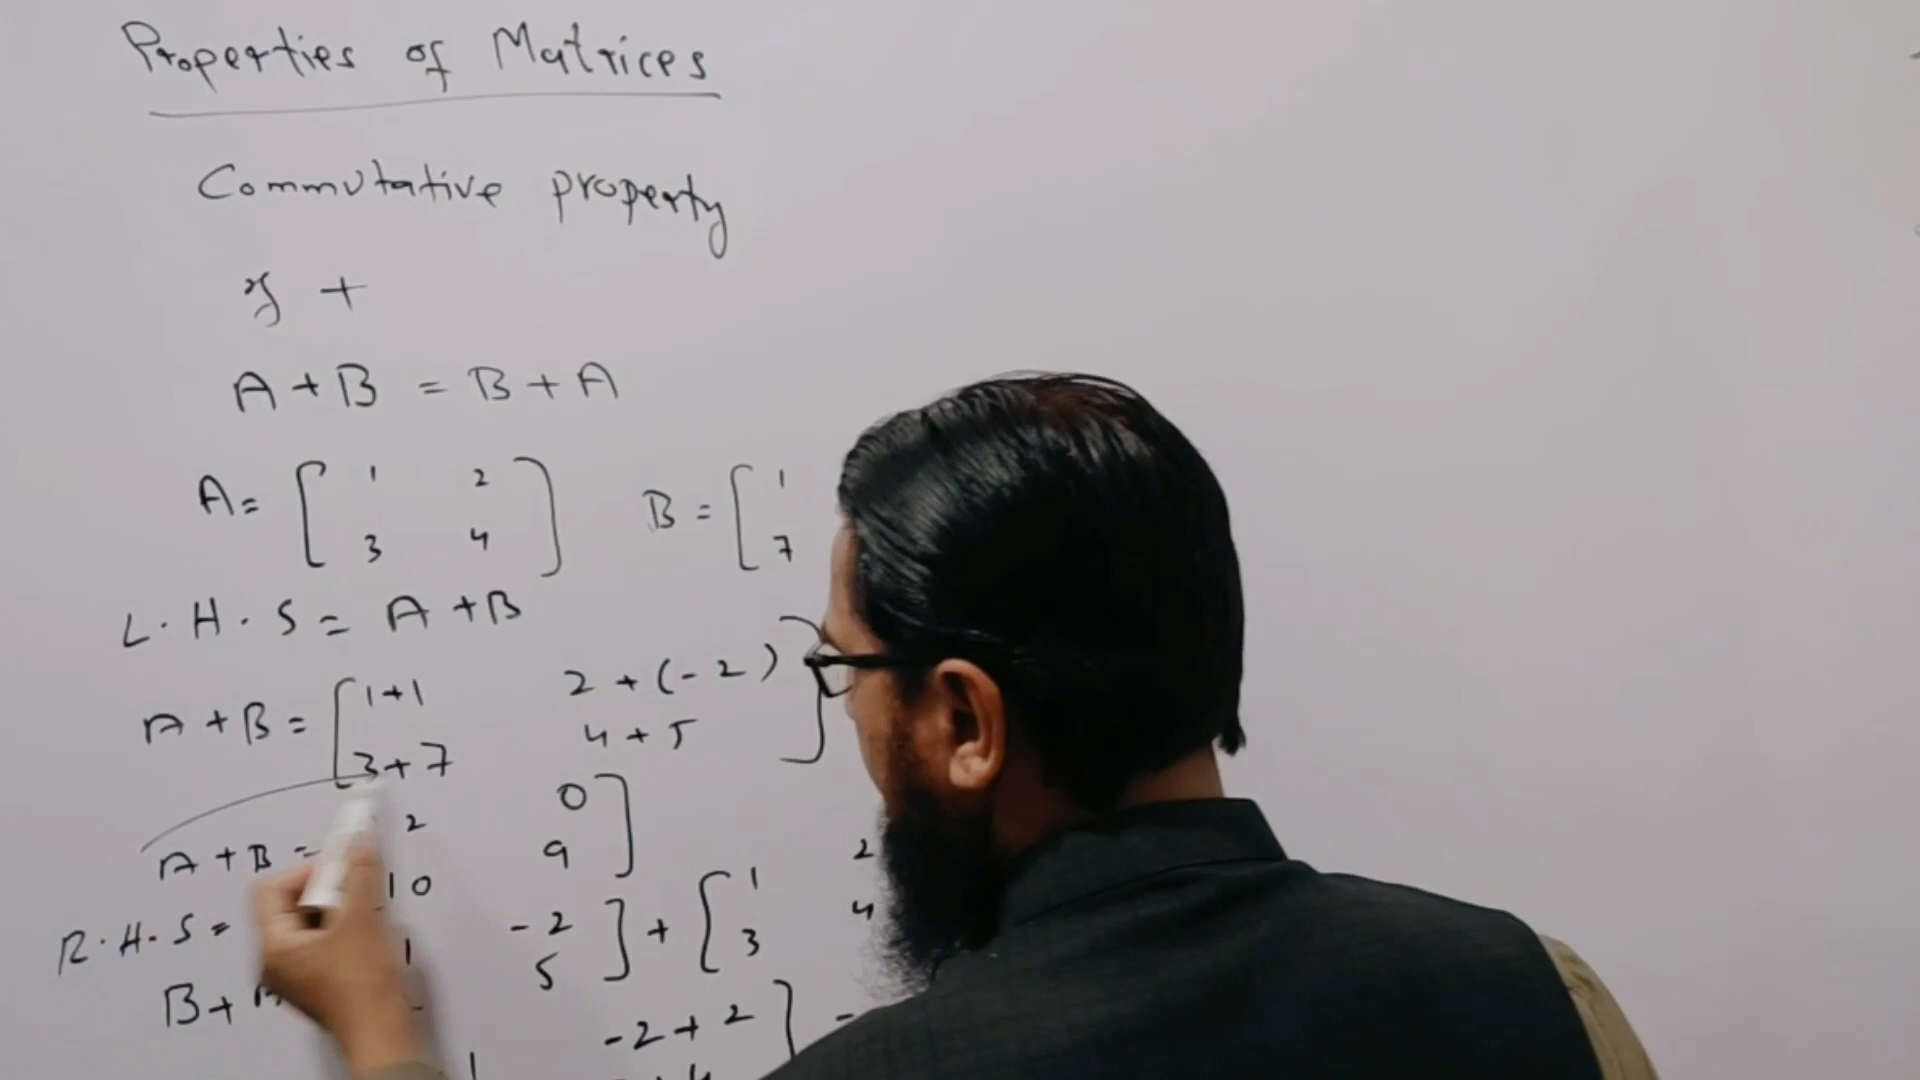 Properties of Matrices
Commutative property
+
A + B = B + A
A = [ 1 2 B = [ 1
3 4 ] 7
L.H.S = A + B
A + B = [ 1+1 2 + (-2)
3+7 4 + 5 ]
A + B = 2 0
10 9 ]
R.H.S = 1 -2 ] + [ 1 2
5 3 4
B + A
-2 + 2 ]